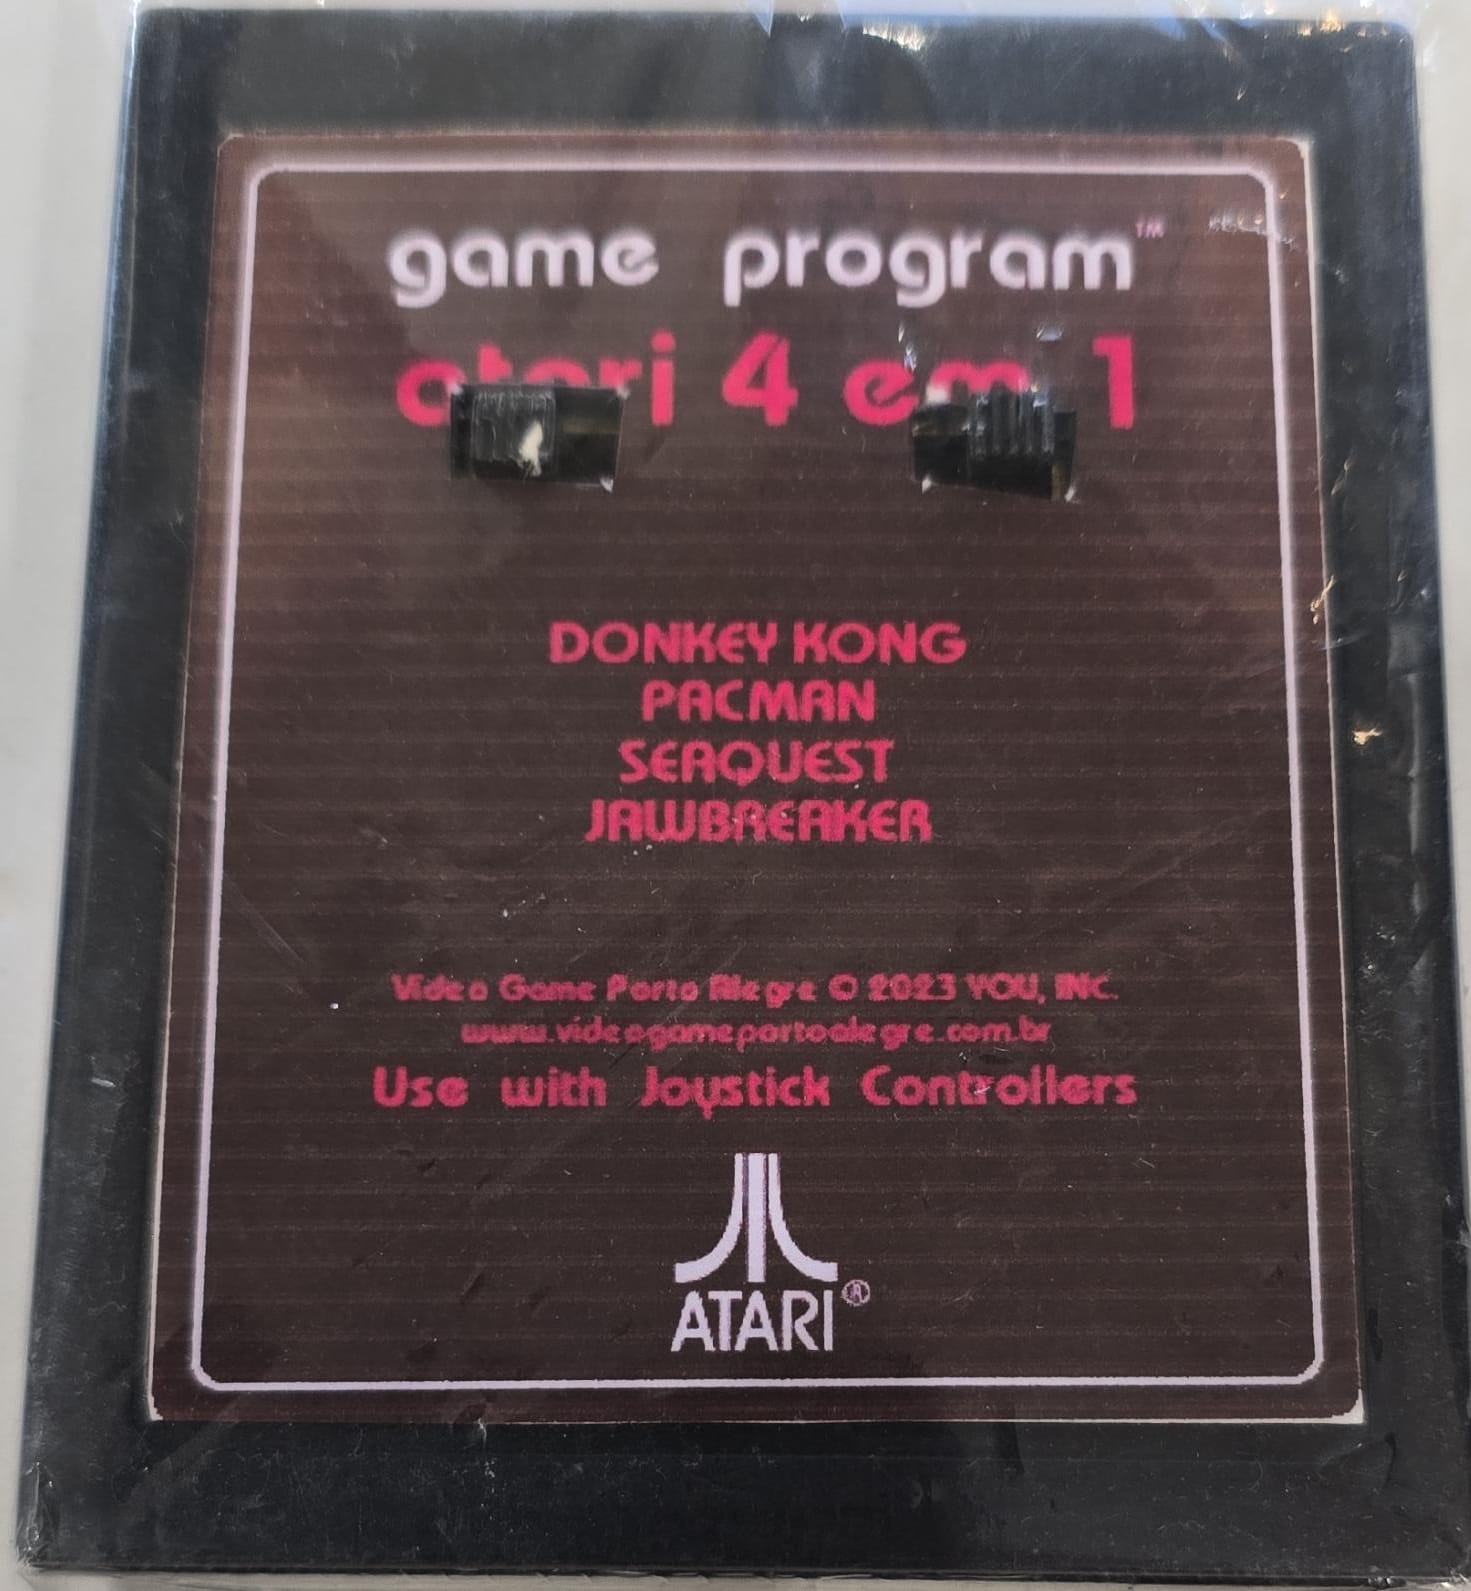 game program™
atari 4 em 1
DONKEY KONG
PACMAN
SEAQUEST
JAWBREAKER
Video Game Porto Alegre © 2023 YOU, INC.
www.videogameportoalegre.com.br
Use with Joystick Controllers
ATARI®